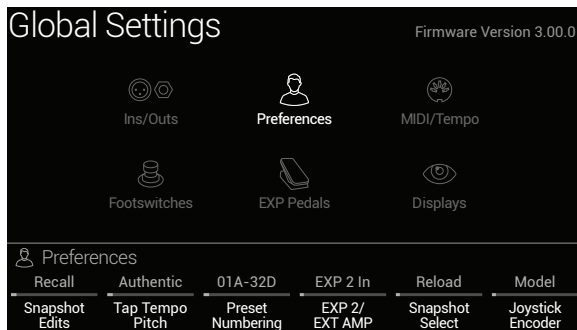 Global Settings
Firmware Version 3.00.0
Ins/Outs
Preferences
MIDI/Tempo
Footswitches
EXP Pedals
Displays
Preferences
Recall
Authentic
01A-32D
EXP 2 In
Reload
Model
Snapshot
Edits
Tap Tempo
Pitch
Preset
Numbering
EXP 2/
EXT AMP
Snapshot
Select
Joystick
Encoder